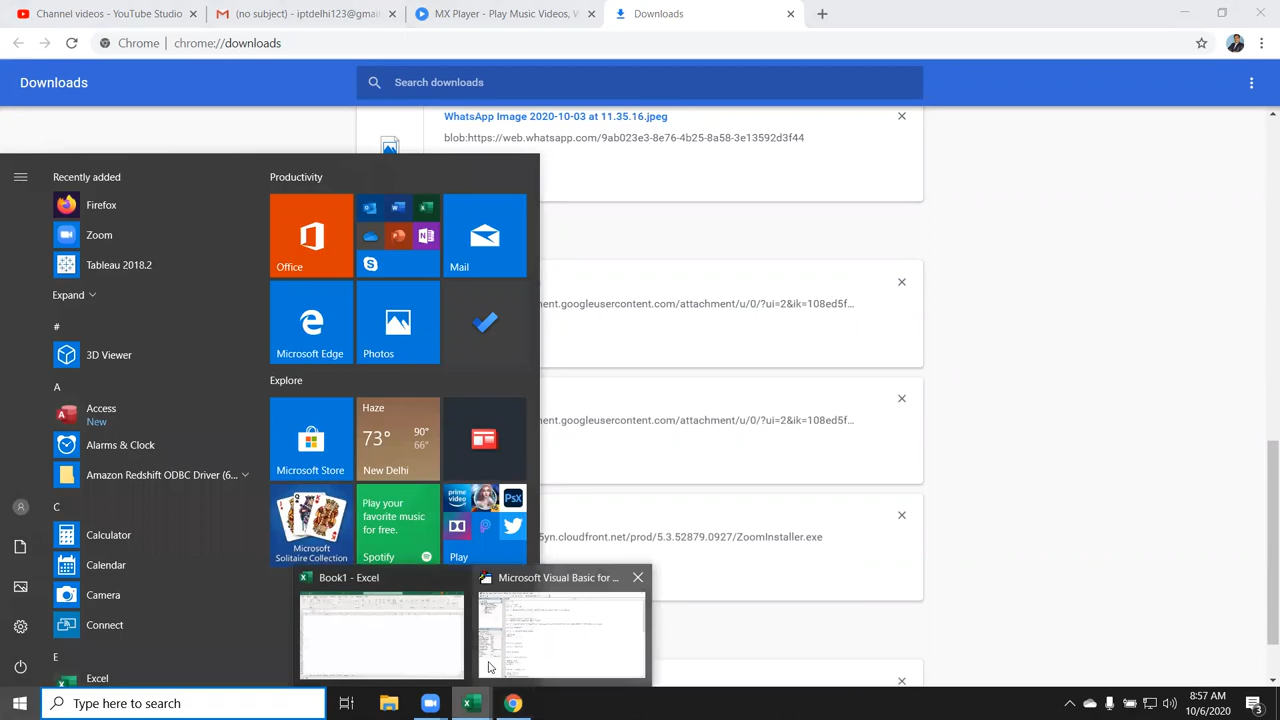 Channel videos - YouTube Studio
(no subject) - iptdelhi123@gmai
MX Player - Play Music Videos, W
Downloads
Chrome | chrome://downloads
Downloads
Search downloads
WhatsApp Image 2020-10-03 at 11.35.16.jpeg
blob:https://web.whatsapp.com/9ab023e3-8e76-4b25-8a58-3e13592d3f44
Recently added
Productivity
Firefox
Zoom
Tableau 2018.2
Office
Mail
Expand
ent.googleusercontent.com/attachment/u/0/?ui=2&ik=108ed5f...
#
3D Viewer
Microsoft Edge
Photos
A
Explore
Access
New
Haze
73°
90°
66°
ent.googleusercontent.com/attachment/u/0/?ui=2&ik=108ed5f...
Alarms & Clock
Amazon Redshift ODBC Driver (6...
Microsoft Store
New Delhi
C
Play your
favorite music
for free.
prime video
PsX
Calculator
5yn.cloudfront.net/prod/5.3.52879.0927/ZoomInstaller.exe
Microsoft
Solitaire Collection
Spotify
Play
Calendar
Book1 - Excel
Microsoft Visual Basic for ...
Camera
Connect
E
Excel
Type here to search
8:57 AM
10/6/2020
3